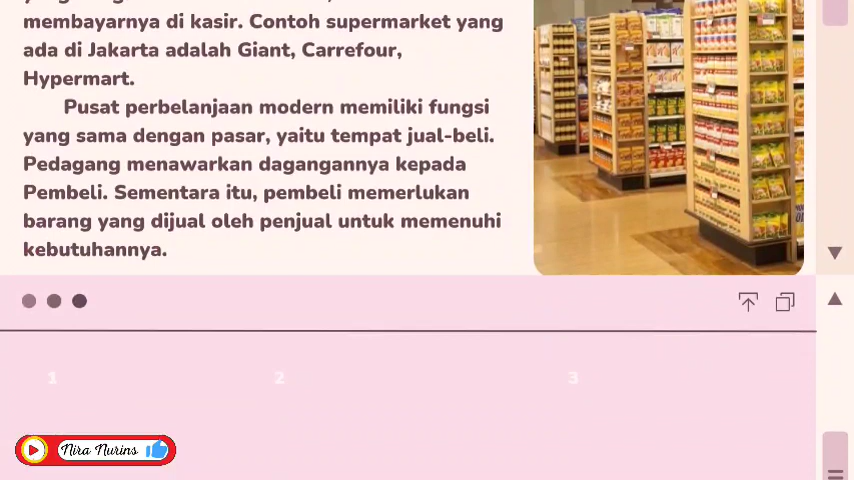 membayarnya di kasir. Contoh supermarket yang
ada di Jakarta adalah Giant, Carrefour,
Hypermart.
Pusat perbelanjaan modern memiliki fungsi
yang sama dengan pasar, yaitu tempat jual-beli.
Pedagang menawarkan dagangannya kepada
Pembeli. Sementara itu, pembeli memerlukan
barang yang dijual oleh penjual untuk memenuhi
kebutuhannya.
1 2 3
Nira Nurins